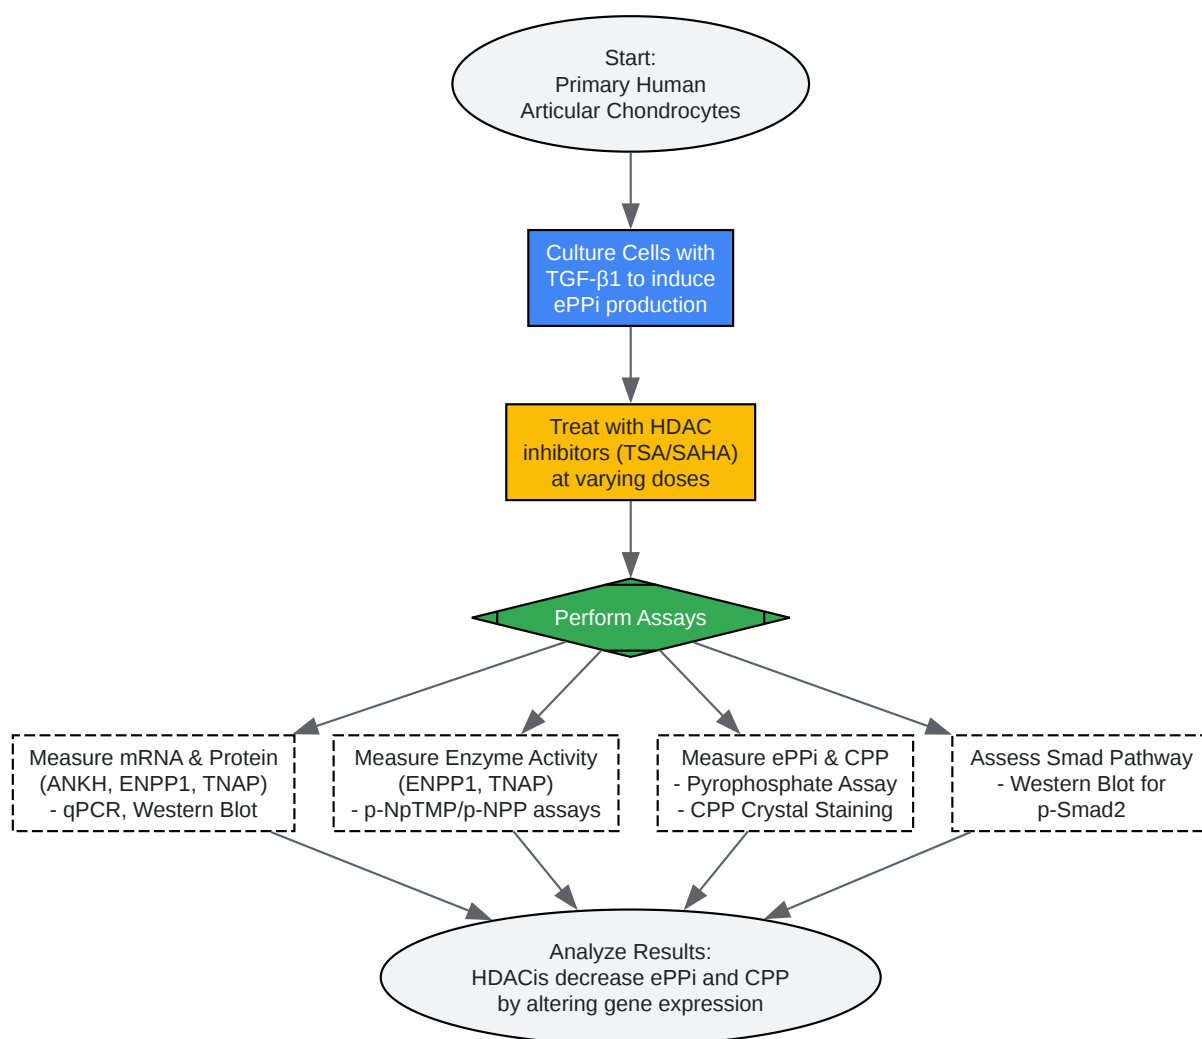 Start:
Primary Human
Articular Chondrocytes
Culture Cells with
TGF-β1 to induce
ePPi production
Treat with HDAC
inhibitors (TSA/SAHA)
at varying doses
Perform Assays
Measure mRNA & Protein
(ANKH, ENPP1, TNAP)
- qPCR, Western Blot
Measure Enzyme Activity
(ENPP1, TNAP)
- p-NpTMP/p-NPP assays
Measure ePPi & CPP
- Pyrophosphate Assay
- CPP Crystal Staining
Assess Smad Pathway
- Western Blot for
p-Smad2
Analyze Results:
HDACis decrease ePPi and CPP
by altering gene expression